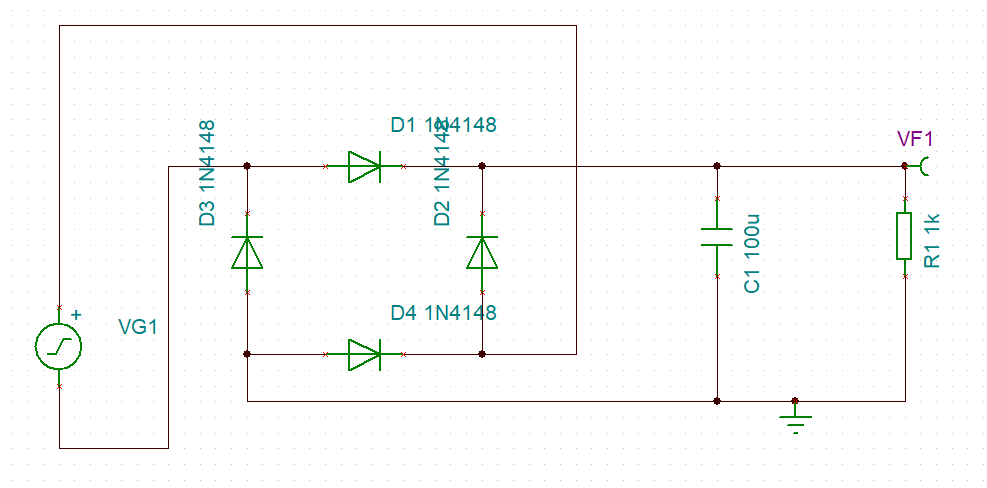 D1 1N4148
D3 1N4148
D2 1N4148
VF1
C1 100u
R1 1k
D4 1N4148
+
VG1